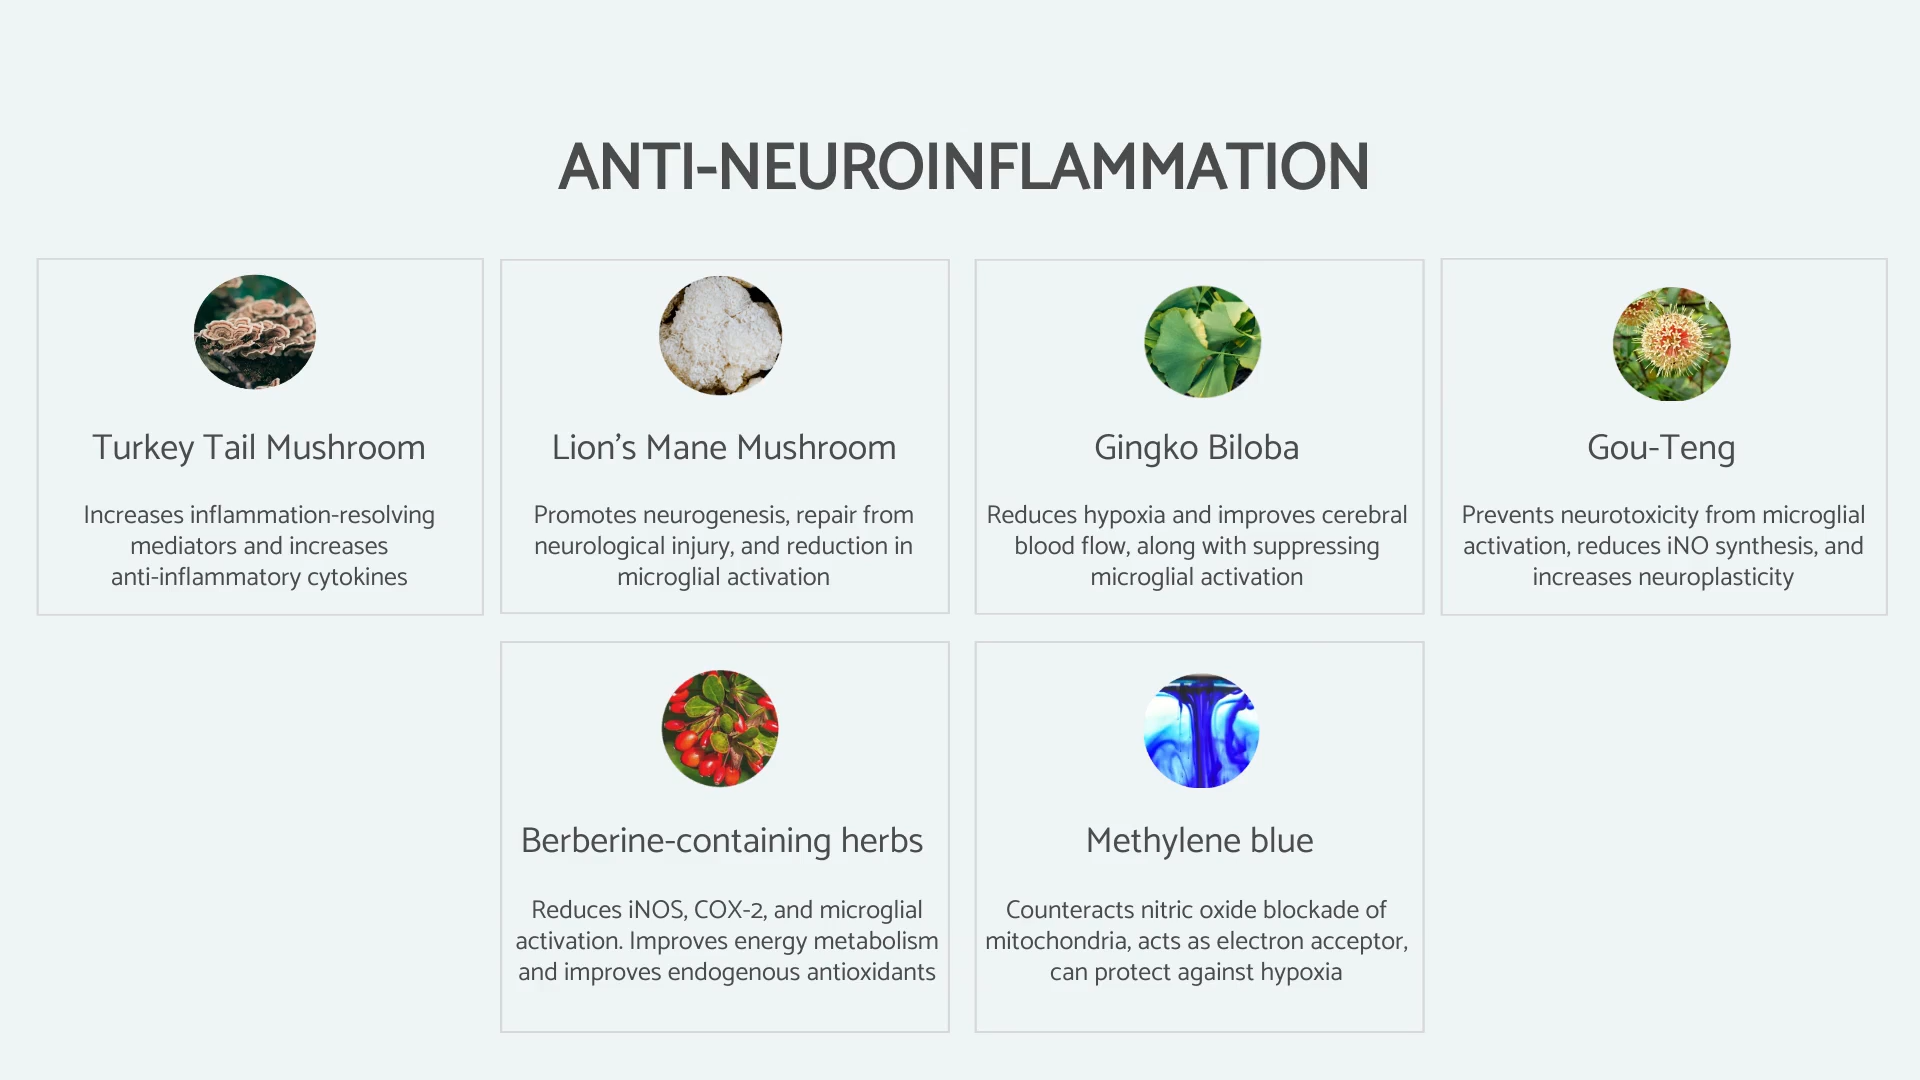 ANTI-NEUROINFLAMMATION
Turkey Tail Mushroom
Increases inflammation-resolving
mediators and increases
anti-inflammatory cytokines
Lion's Mane Mushroom
Promotes neurogenesis, repair from
neurological injury, and reduction in
microglial activation
Gingko Biloba
Reduces hypoxia and improves cerebral
blood flow, along with suppressing
microglial activation
Gou-Teng
Prevents neurotoxicity from microglial
activation, reduces iNO synthesis, and
increases neuroplasticity
Berberine-containing herbs
Reduces iNOS, COX-2, and microglial
activation. Improves energy metabolism
and improves endogenous antioxidants
Methylene blue
Counteracts nitric oxide blockade of
mitochondria, acts as electron acceptor,
can protect against hypoxia